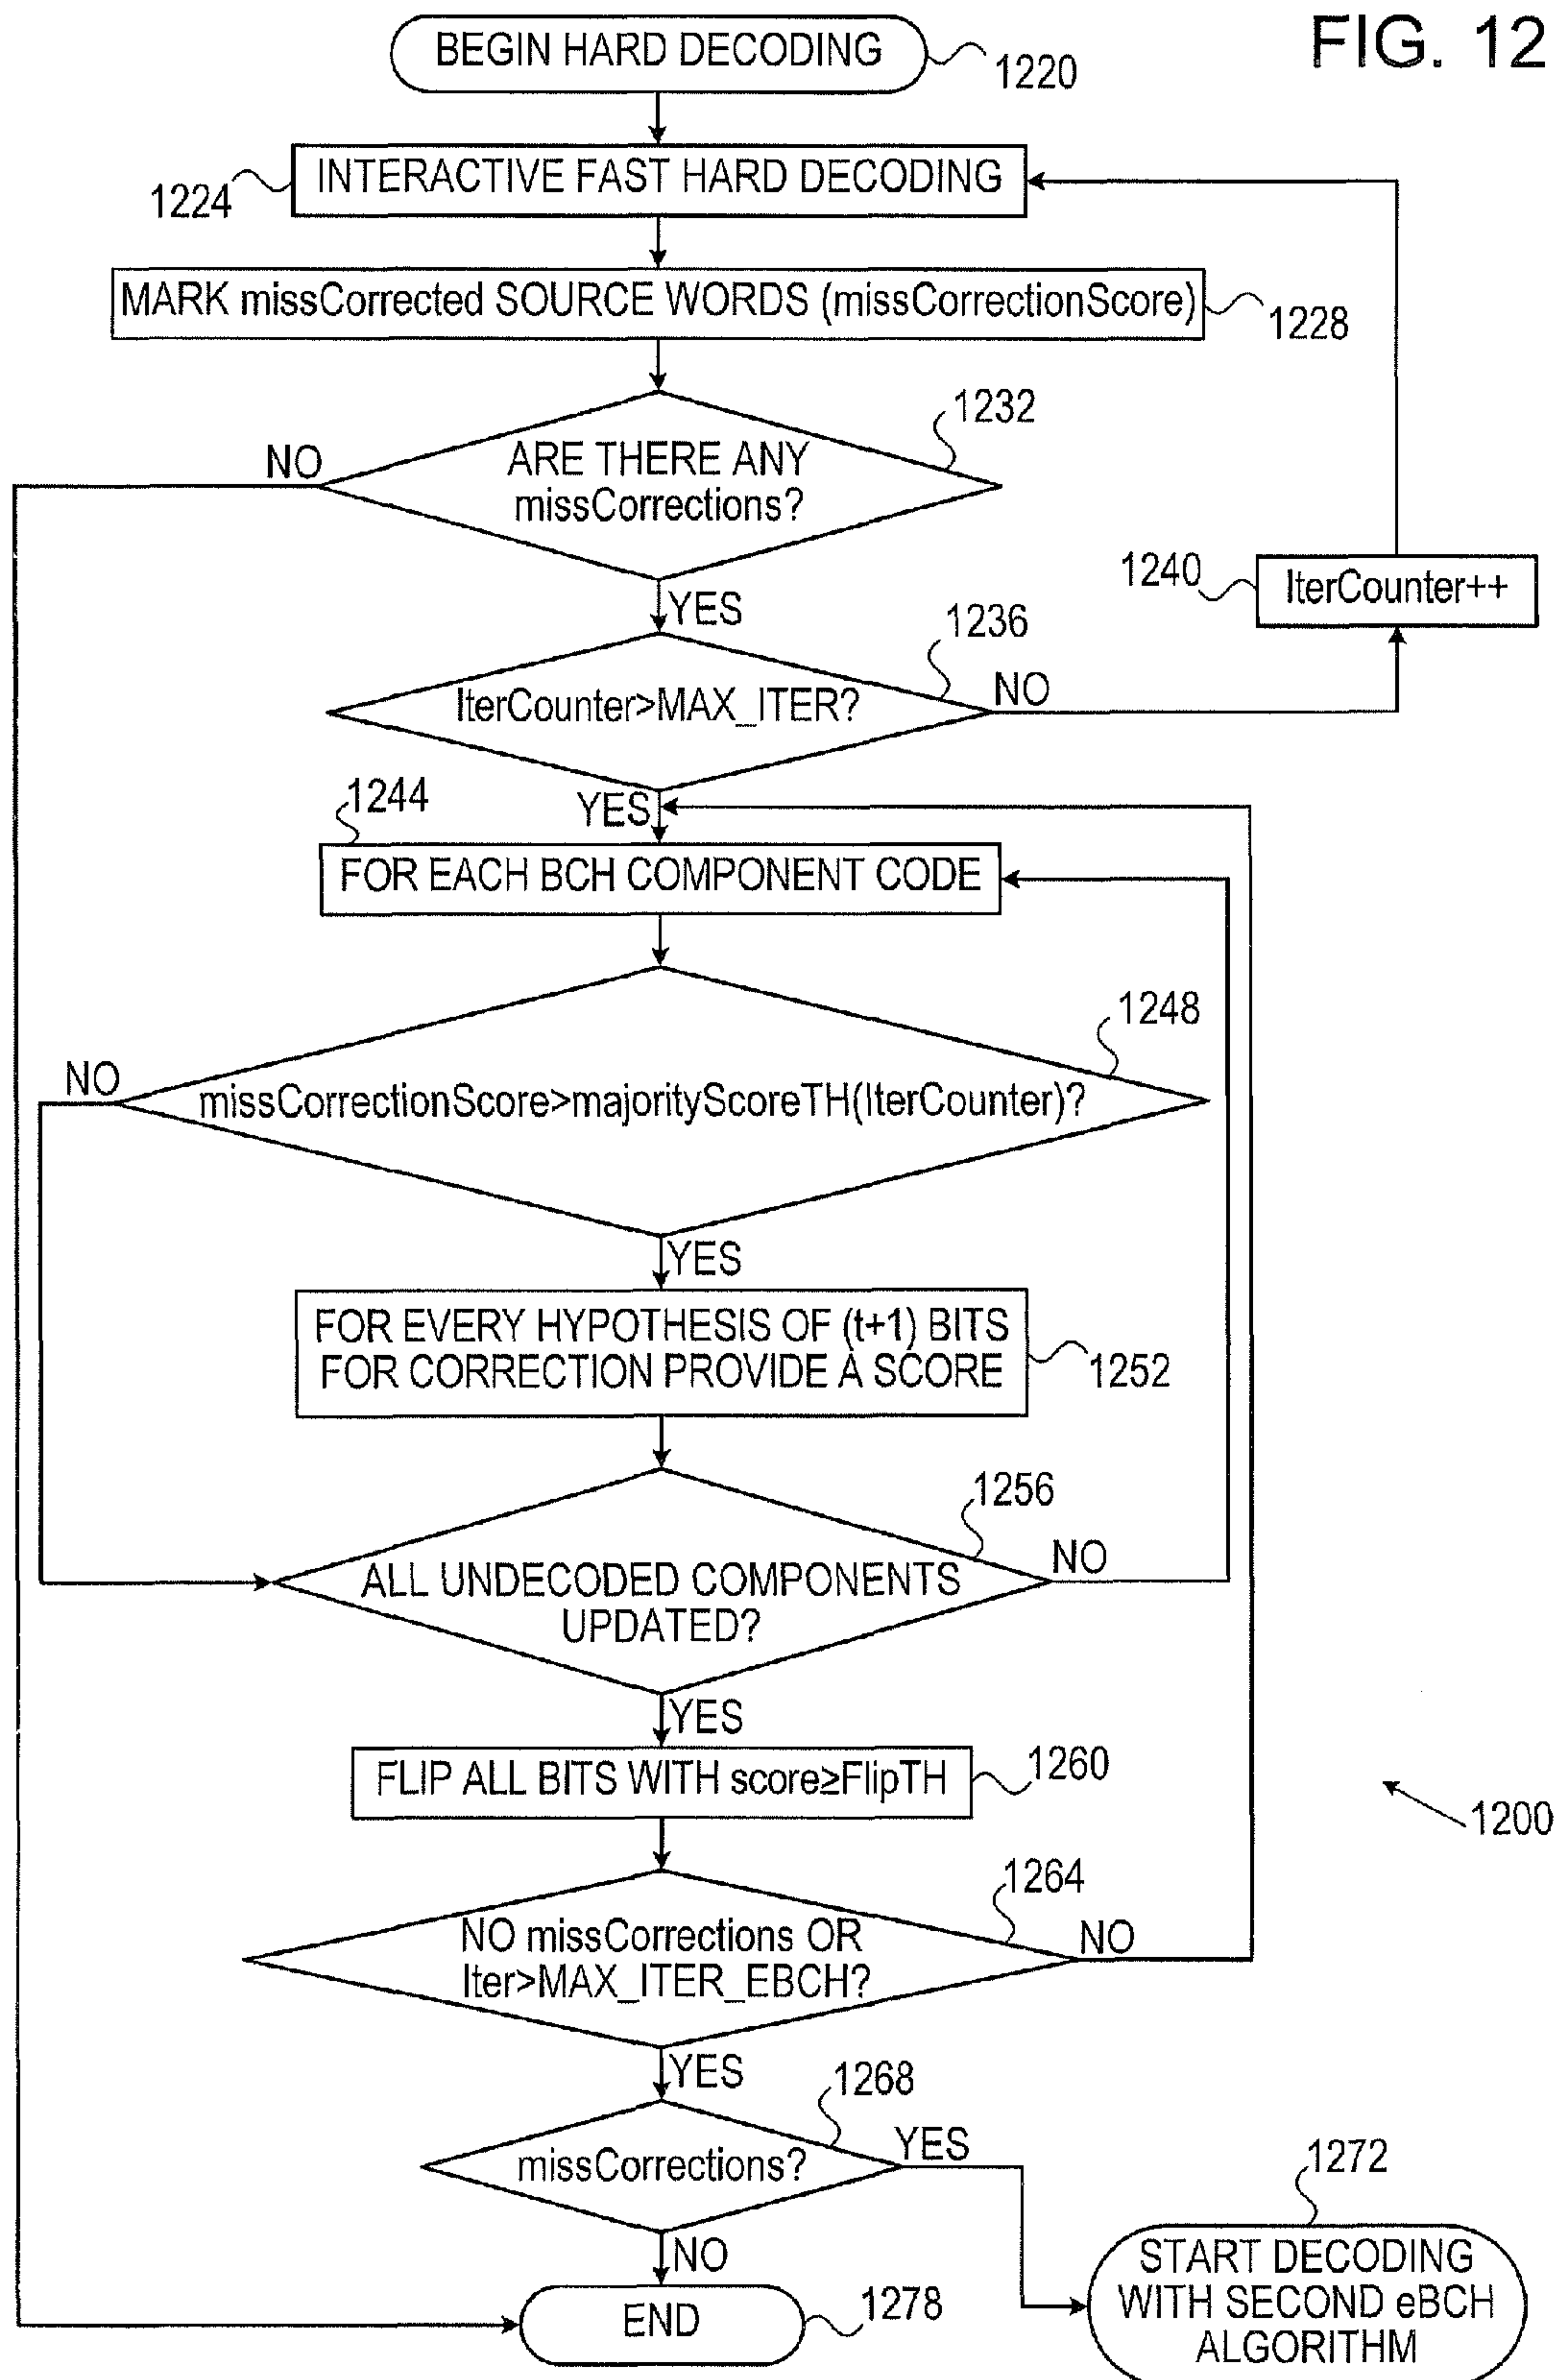 FIG. 12
BEGIN HARD DECODING
1220
INTERACTIVE FAST HARD DECODING
1224
MARK missCorrected SOURCE WORDS (missCorrectionScore)
1228
1232
NO
ARE THERE ANY
missCorrections?
YES
1240
IterCounter++
1236
IterCounter>MAX_ITER?
NO
YES
1244
FOR EACH BCH COMPONENT CODE
1248
NO
missCorrectionScore>majorityScoreTH(IterCounter)?
YES
FOR EVERY HYPOTHESIS OF (t+1) BITS
FOR CORRECTION PROVIDE A SCORE
1252
1256
NO
ALL UNDECODED COMPONENTS
UPDATED?
YES
FLIP ALL BITS WITH score≥FlipTH
1260
1200
1264
NO missCorrections OR
Iter>MAX_ITER_EBCH?
NO
YES
1268
missCorrections?
YES
NO
1272
START DECODING
WITH SECOND eBCH
ALGORITHM
END
1278